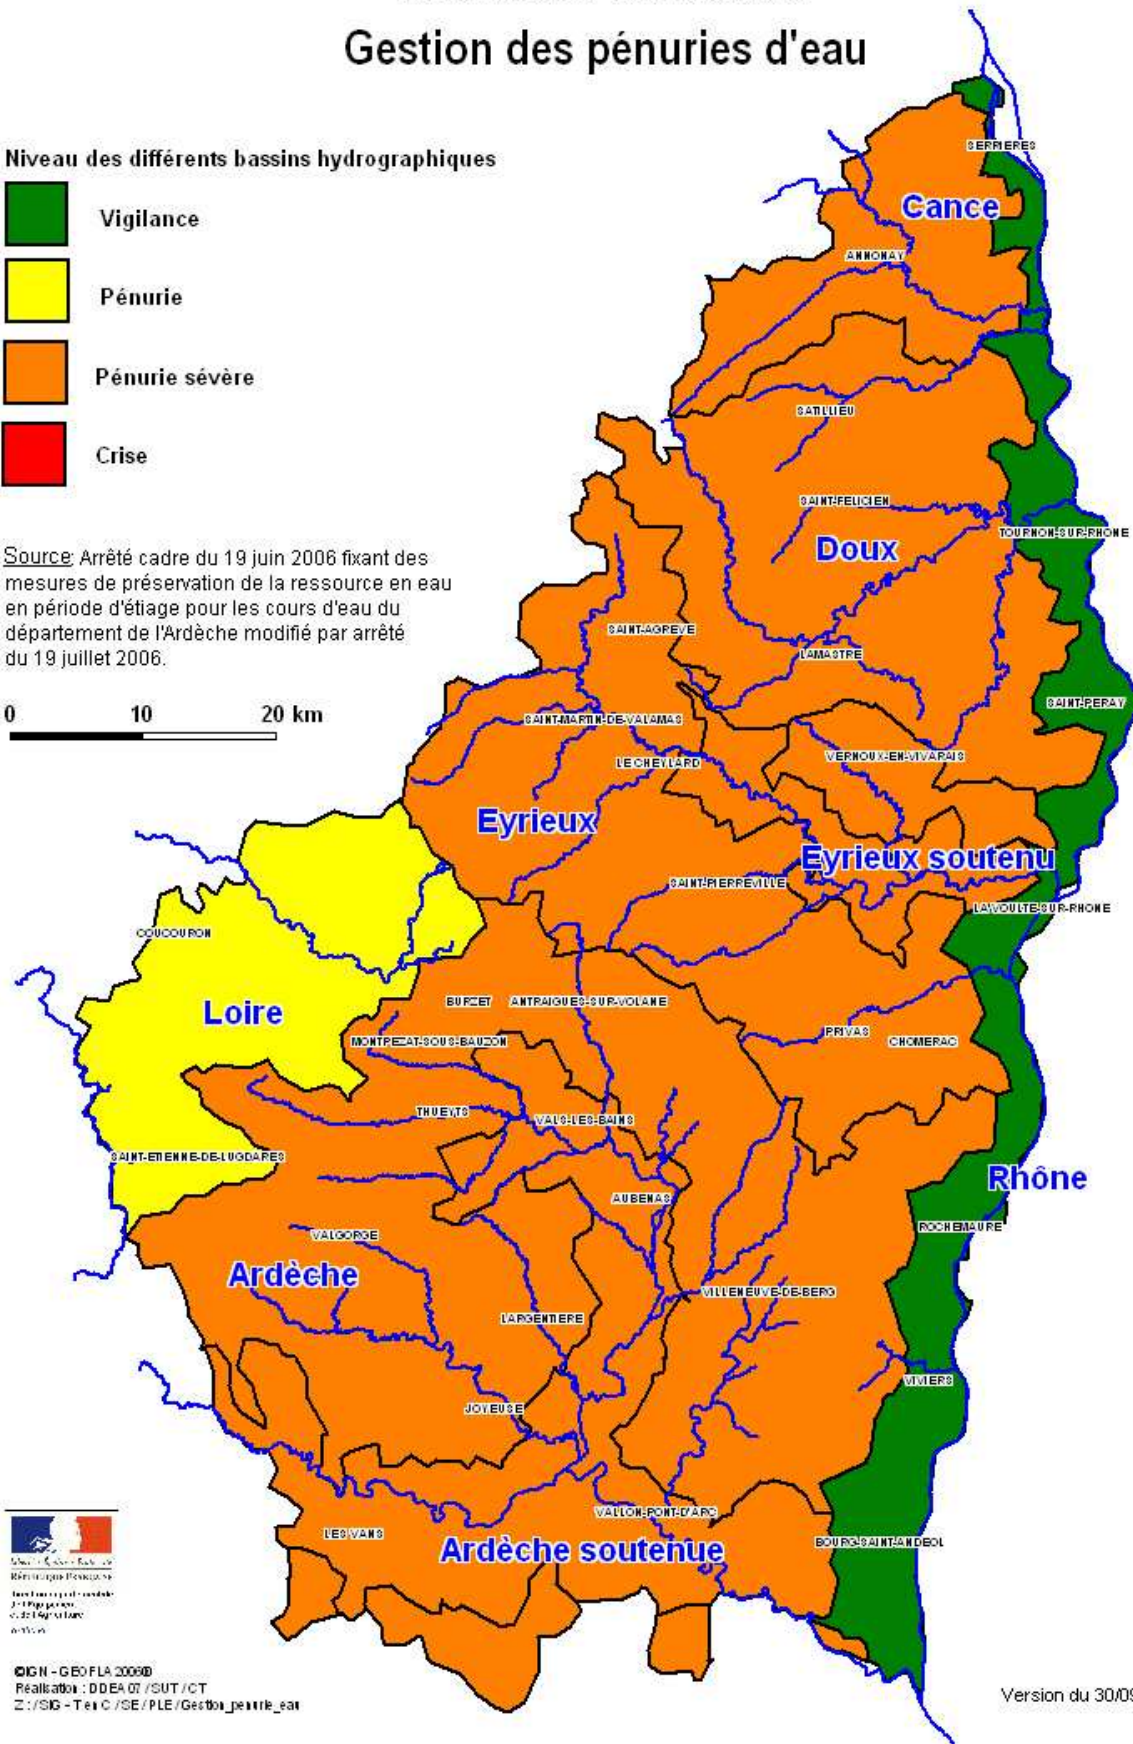 Gestion des pénuries d'eau
Niveau des différents bassins hydrographiques
Vigilance
Pénurie
Pénurie sévère
Crise
Source: Arrêté cadre du 19 juin 2006 fixant des
mesures de préservation de la ressource en eau
en période d'étiage pour les cours d'eau du
département de l'Ardèche modifié par arrêté
du 19 juillet 2006.
0 10 20 km
SERRIERES
Cance
ANNONAY
SATILLIEU
SAINT-FELICIEN
TOURNON-SUR-RHONE
Doux
SAINT-AGREVE
LAMASTRE
SAINT-PERAY
SAINT-MARTIN-DE-VALAMAS
VERNOUX-EN-VIVARAIS
LE CHEYLARD
Eyrieux
Eyrieux soutenu
SAINT-PIERREVILLE
LA VOULTE-SUR-RHONE
COUCOURON
Loire
BURZET
ANTRAIGUES-SUR-VOLANE
PRIVAS
CHOMERAC
MONTPEZAT-SOUS-BAUZON
THUEYTS
VALS-LES-BAINS
SAINT-ETIENNE-DE-LUGDARES
Rhône
AUBENAS
ROCHEMAURE
VALGORGE
Ardèche
VILLENEUVE-DE-BERG
LARGENTIERE
VIVIERS
JOYEUSE
VALLON-PONT-D'ARC
LES VANS
Ardèche soutenue
BOURG-SAINT-ANDEOL
RÉPUBLIQUE FRANÇAISE
©IGN - GEOFLA 2006®
Réalisation : DDEA 07 / SUT / CT
Z : / SIG - Ten C / SE / PLE / Gestion_penurie_eau
Version du 30/09